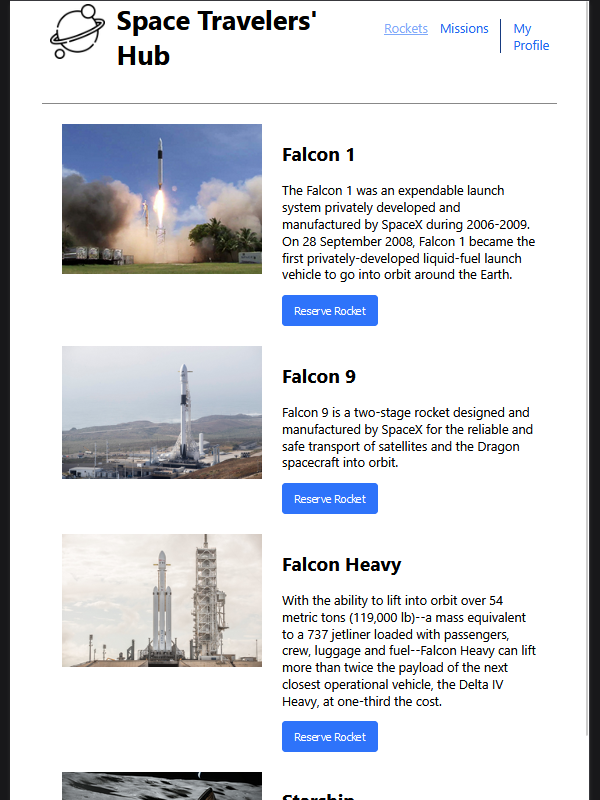 Space Travelers'
Hub
Rockets
Missions
My
Profile
Falcon 1
The Falcon 1 was an expendable launch
system privately developed and
manufactured by SpaceX during 2006-2009.
On 28 September 2008, Falcon 1 became the
first privately-developed liquid-fuel launch
vehicle to go into orbit around the Earth.
Reserve Rocket
Falcon 9
Falcon 9 is a two-stage rocket designed and
manufactured by SpaceX for the reliable and
safe transport of satellites and the Dragon
spacecraft into orbit.
Reserve Rocket
Falcon Heavy
With the ability to lift into orbit over 54
metric tons (119,000 lb)--a mass equivalent
to a 737 jetliner loaded with passengers,
crew, luggage and fuel--Falcon Heavy can lift
more than twice the payload of the next
closest operational vehicle, the Delta IV
Heavy, at one-third the cost.
Reserve Rocket
Starship